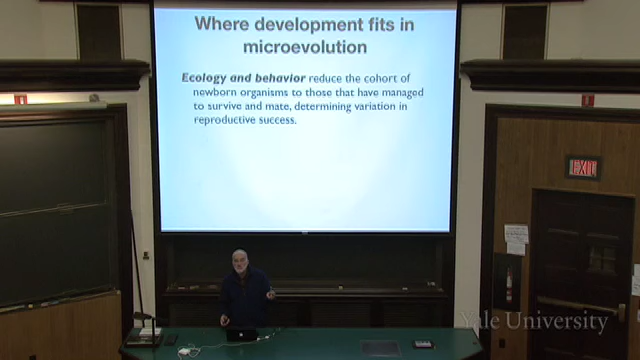 Where development fits in
microevolution
Ecology and behavior reduce the cohort of
newborn organisms to those that have managed
to survive and mate, determining variation in
reproductive success.
EXIT
Yale University